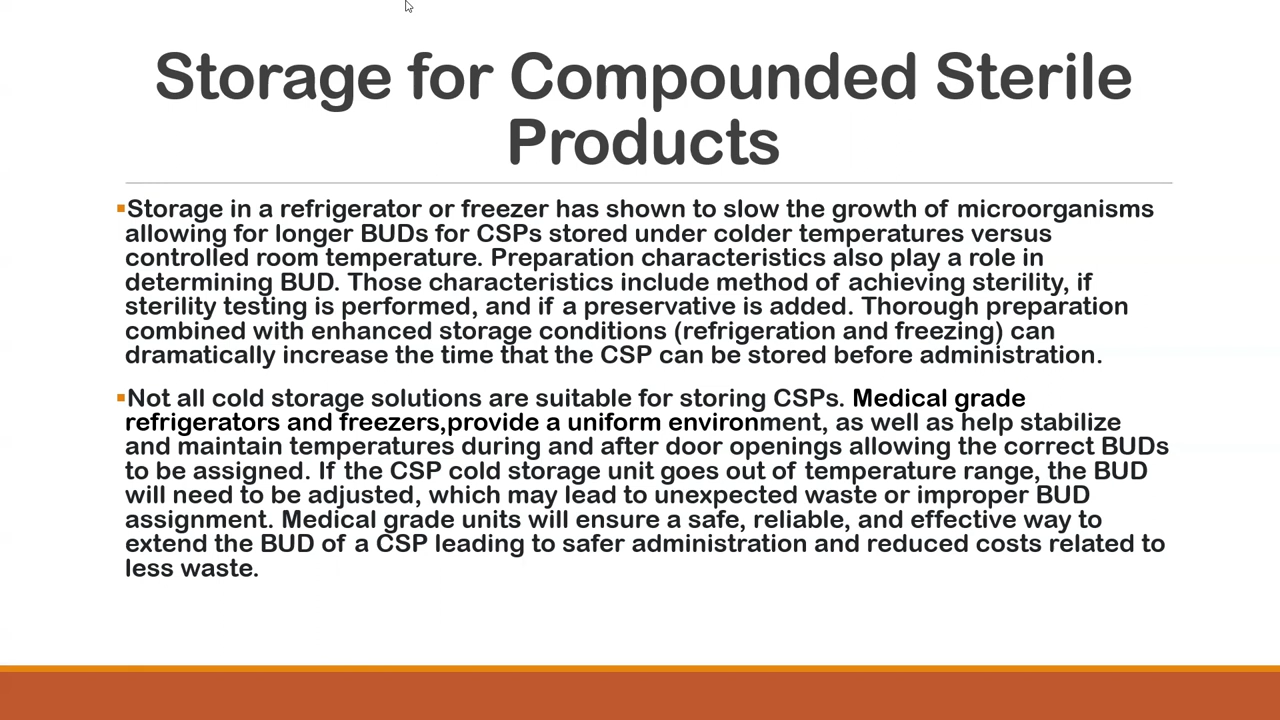 Storage for Compounded Sterile
Products
▪Storage in a refrigerator or freezer has shown to slow the growth of microorganisms
allowing for longer BUDs for CSPs stored under colder temperatures versus
controlled room temperature. Preparation characteristics also play a role in
determining BUD. Those characteristics include method of achieving sterility, if
sterility testing is performed, and if a preservative is added. Thorough preparation
combined with enhanced storage conditions (refrigeration and freezing) can
dramatically increase the time that the CSP can be stored before administration.
▪Not all cold storage solutions are suitable for storing CSPs. Medical grade
refrigerators and freezers,provide a uniform environment, as well as help stabilize
and maintain temperatures during and after door openings allowing the correct BUDs
to be assigned. If the CSP cold storage unit goes out of temperature range, the BUD
will need to be adjusted, which may lead to unexpected waste or improper BUD
assignment. Medical grade units will ensure a safe, reliable, and effective way to
extend the BUD of a CSP leading to safer administration and reduced costs related to
less waste.